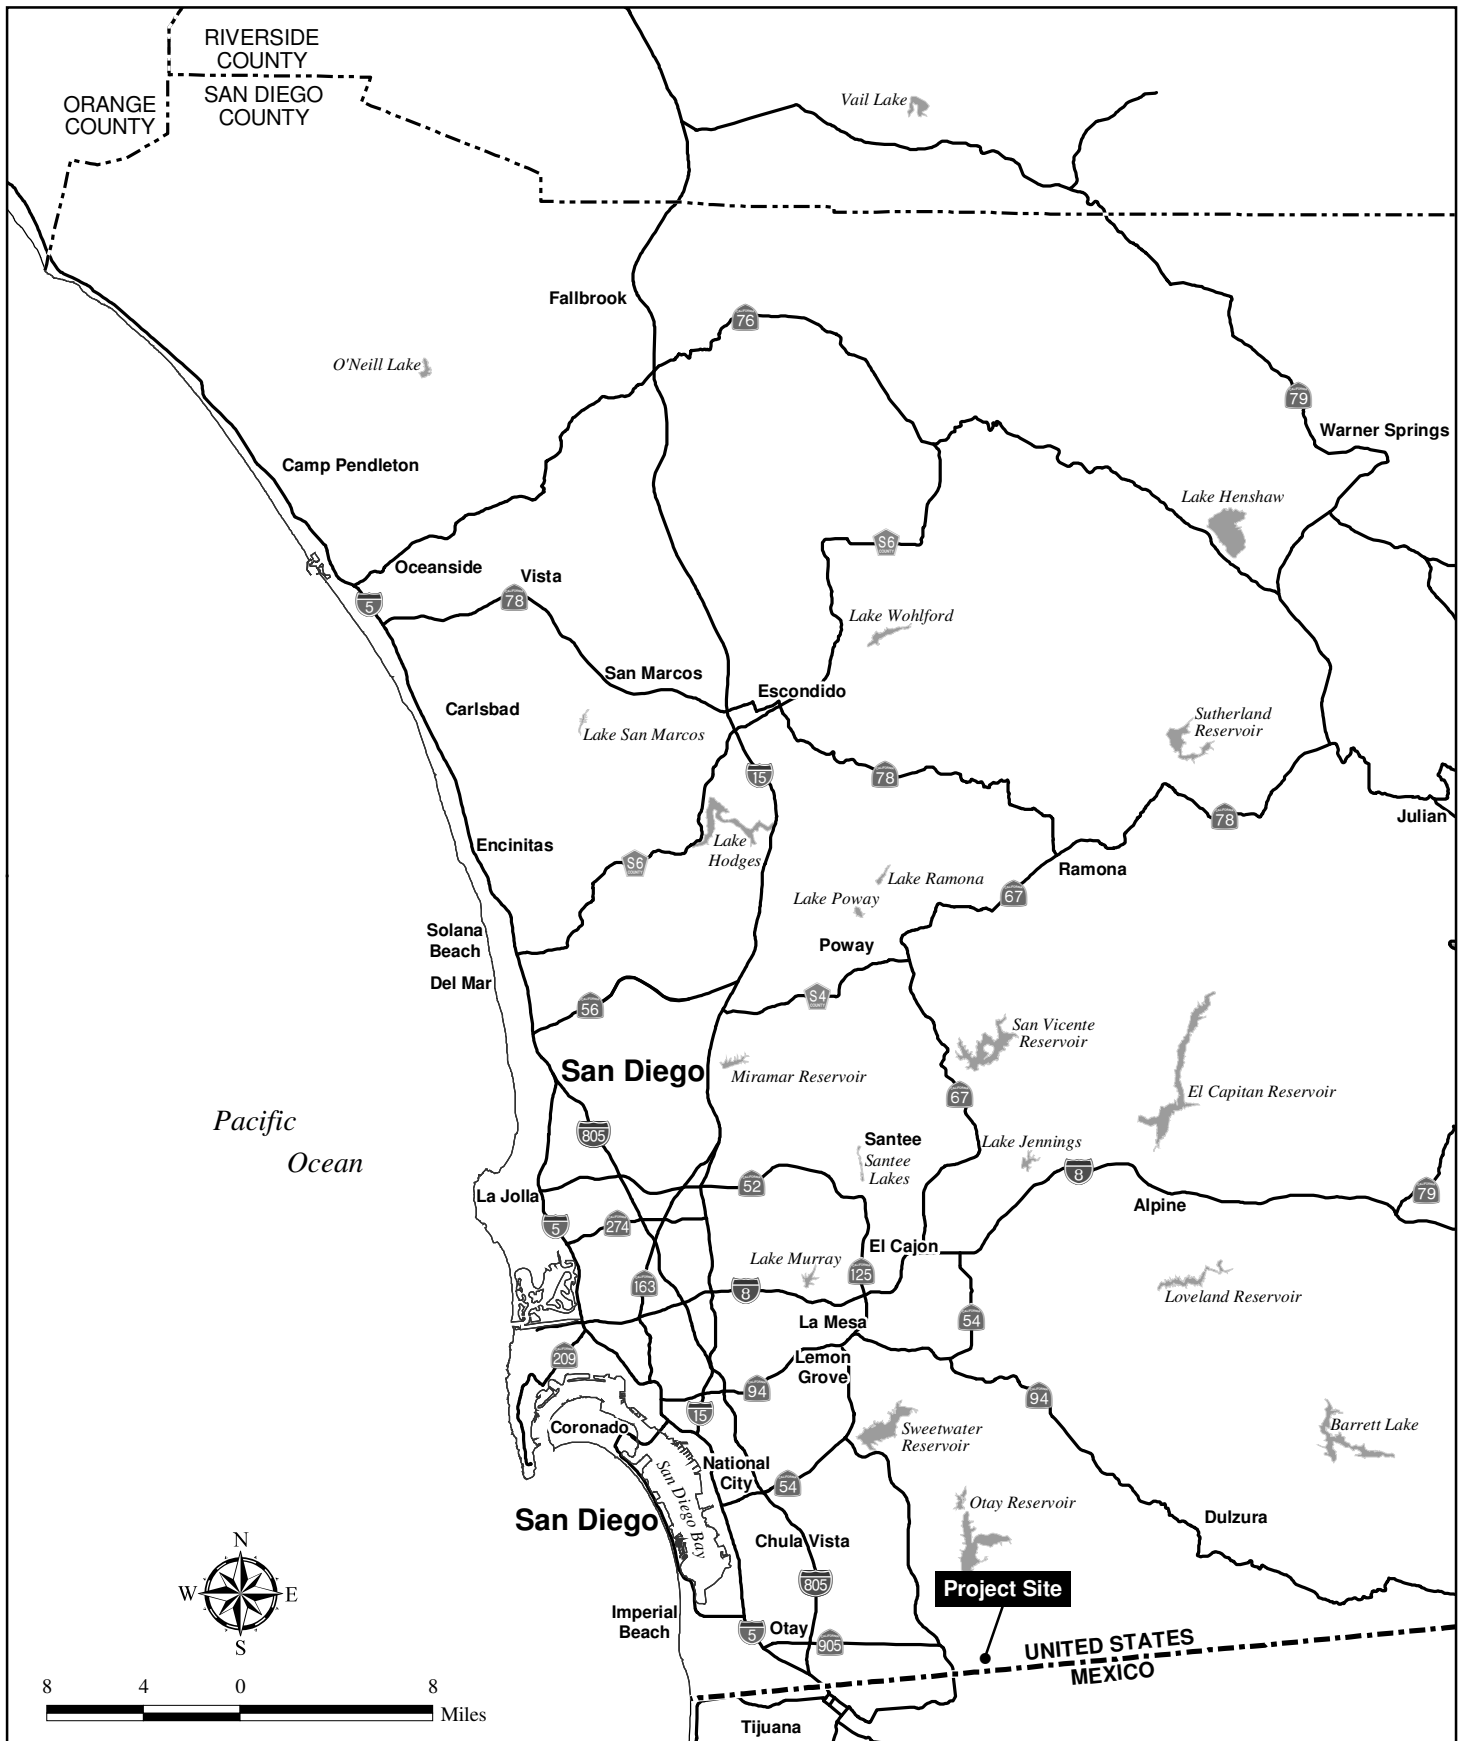 RIVERSIDE
COUNTY
ORANGE
COUNTY
SAN DIEGO
COUNTY
Vail Lake
Fallbrook
76
O'Neill Lake
79
Warner Springs
Camp Pendleton
Lake Henshaw
S6
COUNTY
Oceanside
Vista
5
78
Lake Wohlford
San Marcos
Escondido
Carlsbad
Lake San Marcos
Sutherland
Reservoir
15
78
78
Julian
Encinitas
Lake
Hodges
S6
COUNTY
Ramona
Lake Ramona
67
Lake Poway
Solana
Beach
Poway
Del Mar
56
S4
COUNTY
San Vicente
Reservoir
San Diego
Miramar Reservoir
El Capitan Reservoir
67
Pacific
Ocean
805
Santee
Santee
Lakes
Lake Jennings
8
La Jolla
52
Alpine
79
5
274
El Cajon
Lake Murray
125
163
8
Loveland Reservoir
La Mesa
54
209
Lemon
Grove
94
94
15
Coronado
Sweetwater
Reservoir
Barrett Lake
National
City
54
San Diego Bay
Otay Reservoir
San Diego
Dulzura
Chula Vista
805
Project Site
N
W
E
S
Imperial
Beach
5
Otay
905
UNITED STATES
MEXICO
8
4
0
8
Miles
Tijuana